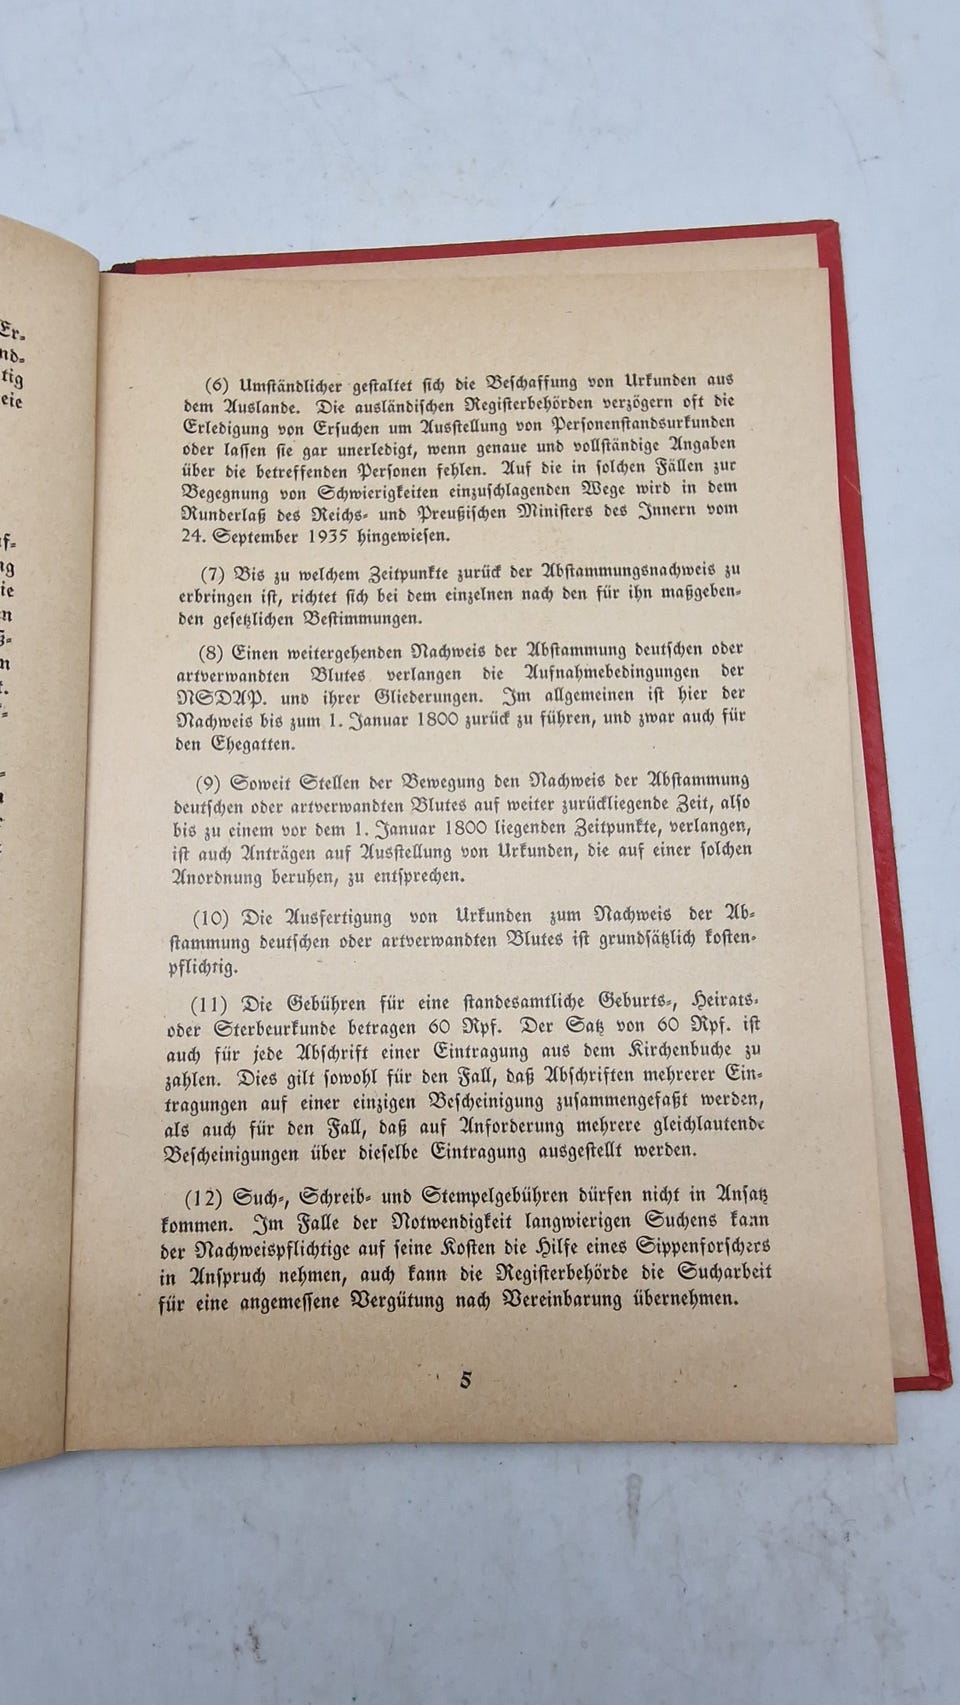 Er-
nd-
tig
eie
(6) Umständlicher gestaltet sich die Beschaffung von Urkunden aus
dem Auslande. Die ausländischen Registerbehörden verzögern oft die
Erledigung von Ersuchen um Ausstellung von Personenstandsurkunden
oder lassen sie gar unerledigt, wenn genaue und vollständige Angaben
über die betreffenden Personen fehlen. Auf die in solchen Fällen zur
Begegnung von Schwierigkeiten einzuschlagenden Wege wird in dem
Runderlaß des Reichs- und Preußischen Ministers des Innern vom
24. September 1935 hingewiesen.
(7) Bis zu welchem Zeitpunkte zurück der Abstammungsnachweis zu
erbringen ist, richtet sich bei dem einzelnen nach den für ihn maßgeben-
den gesetzlichen Bestimmungen.
(8) Einen weitergehenden Nachweis der Abstammung deutschen oder
artverwandten Blutes verlangen die Aufnahmebedingungen der
NSDAP. und ihrer Gliederungen. Im allgemeinen ist hier der
Nachweis bis zum 1. Januar 1800 zurück zu führen, und zwar auch für
den Ehegatten.
(9) Soweit Stellen der Bewegung den Nachweis der Abstammung
deutschen oder artverwandten Blutes auf weiter zurückliegende Zeit, also
bis zu einem vor dem 1. Januar 1800 liegenden Zeitpunkte, verlangen,
ist auch Anträgen auf Ausstellung von Urkunden, die auf einer solchen
Anordnung beruhen, zu entsprechen.
(10) Die Ausfertigung von Urkunden zum Nachweis der Ab-
stammung deutschen oder artverwandten Blutes ist grundsätzlich kosten-
pflichtig.
(11) Die Gebühren für eine standesamtliche Geburts-, Heirats-
oder Sterbeurkunde betragen 60 Rpf. Der Satz von 60 Rpf. ist
auch für jede Abschrift einer Eintragung aus dem Kirchenbuche zu
zahlen. Dies gilt sowohl für den Fall, daß Abschriften mehrerer Ein-
tragungen auf einer einzigen Bescheinigung zusammengefaßt werden,
als auch für den Fall, daß auf Anforderung mehrere gleichlautende
Bescheinigungen über dieselbe Eintragung ausgestellt werden.
(12) Such-, Schreib- und Stempelgebühren dürfen nicht in Ansatz
kommen. Im Falle der Notwendigkeit langwierigen Suchens kann
der Nachweispflichtige auf seine Kosten die Hilfe eines Sippenforschers
in Anspruch nehmen, auch kann die Registerbehörde die Sucharbeit
für eine angemessene Vergütung nach Vereinbarung übernehmen.
5